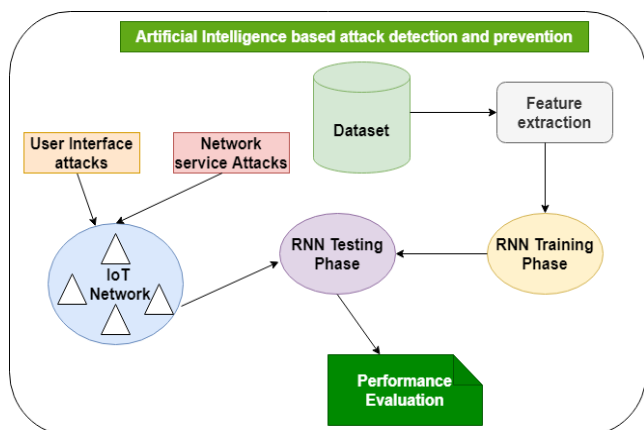 Artificial Intelligence based attack detection and prevention
Dataset
Feature
extraction
User Interface
attacks
Network
service Attacks
IoT
Network
RNN Testing
Phase
RNN Training
Phase
Performance
Evaluation